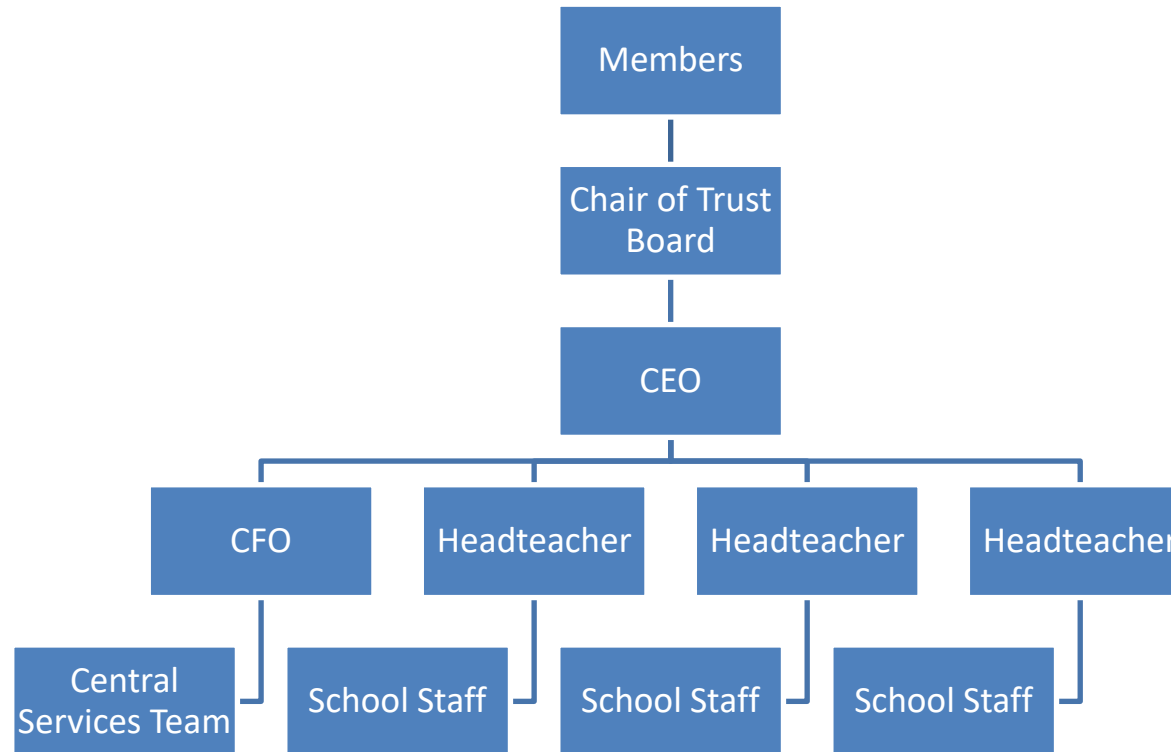 Members
Chair of Trust
Board
CEO
CFO
Headteacher
Headteacher
Headteacher
Central
Services Team
School Staff
School Staff
School Staff